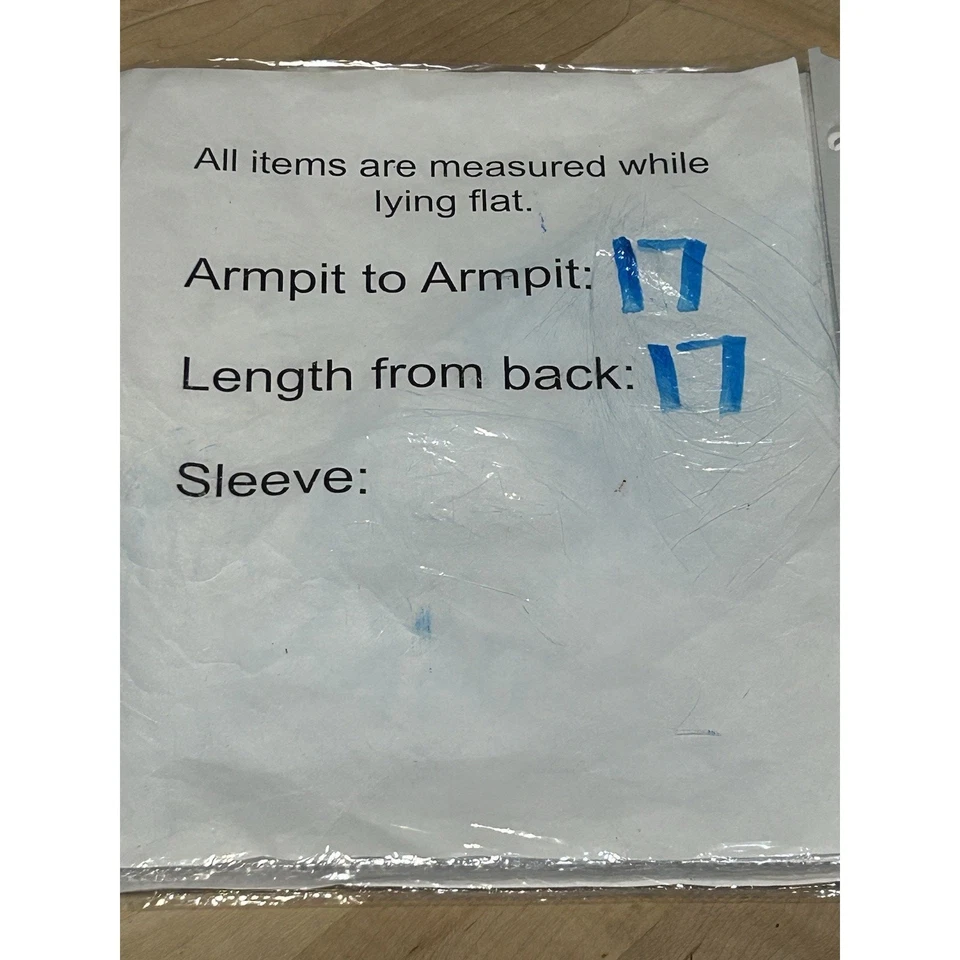 All items are measured while
lying flat.
Armpit to Armpit: 17
Length from back: 17
Sleeve: